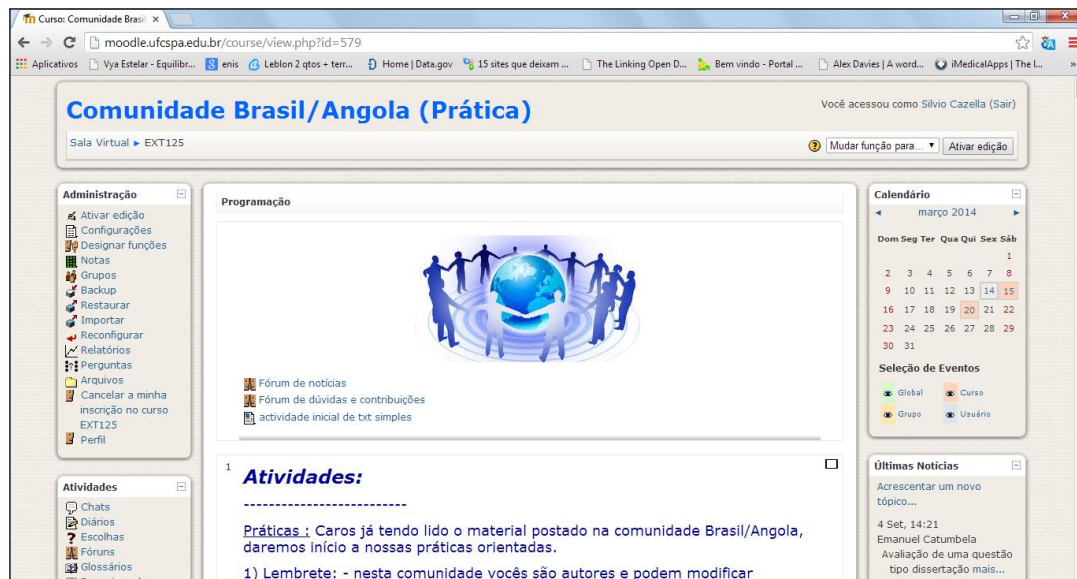 Curso: Comunidade Brasil
moodle.ufcspa.edu.br/course/view.php?id=579
Aplicativos Vya Estelar - Equilibr... enis Leblon 2 qtos + terr... Home | Data.gov 15 sites que deixam ... The Linking Open D... Bem vindo - Portal ... Alex Davies | A word... iMedicalApps | The l... »
Comunidade Brasil/Angola (Prática)
Você acessou como Silvio Cazella (Sair)
Sala Virtual ► EXT125
Mudar função para... Ativar edição
Administração
Ativar edição
Configurações
Designar funções
Notas
Grupos
Backup
Restaurar
Importar
Reconfigurar
Relatórios
Perguntas
Arquivos
Cancelar a minha
inscrição no curso
EXT125
Perfil
Atividades
Chats
Diários
Escolhas
Fóruns
Glossários
Programação
Fórum de notícias
Fórum de dúvidas e contribuições
actividade inicial de txt simples
1
Atividades:
--------------------------
Práticas : Caros já tendo lido o material postado na comunidade Brasil/Angola,
daremos início a nossas práticas orientadas.
1) Lembrete: - nesta comunidade vocês são autores e podem modificar
Calendário
◄ março 2014 ►
Dom Seg Ter Qua Qui Sex Sáb
1
2 3 4 5 6 7 8
9 10 11 12 13 14 15
16 17 18 19 20 21 22
23 24 25 26 27 28 29
30 31
Seleção de Eventos
Global Curso
Grupo Usuário
Últimas Notícias
Acrescentar um novo
tópico...
4 Set, 14:21
Emanuel Catumbela
Avaliação de uma questão
tipo dissertação mais...